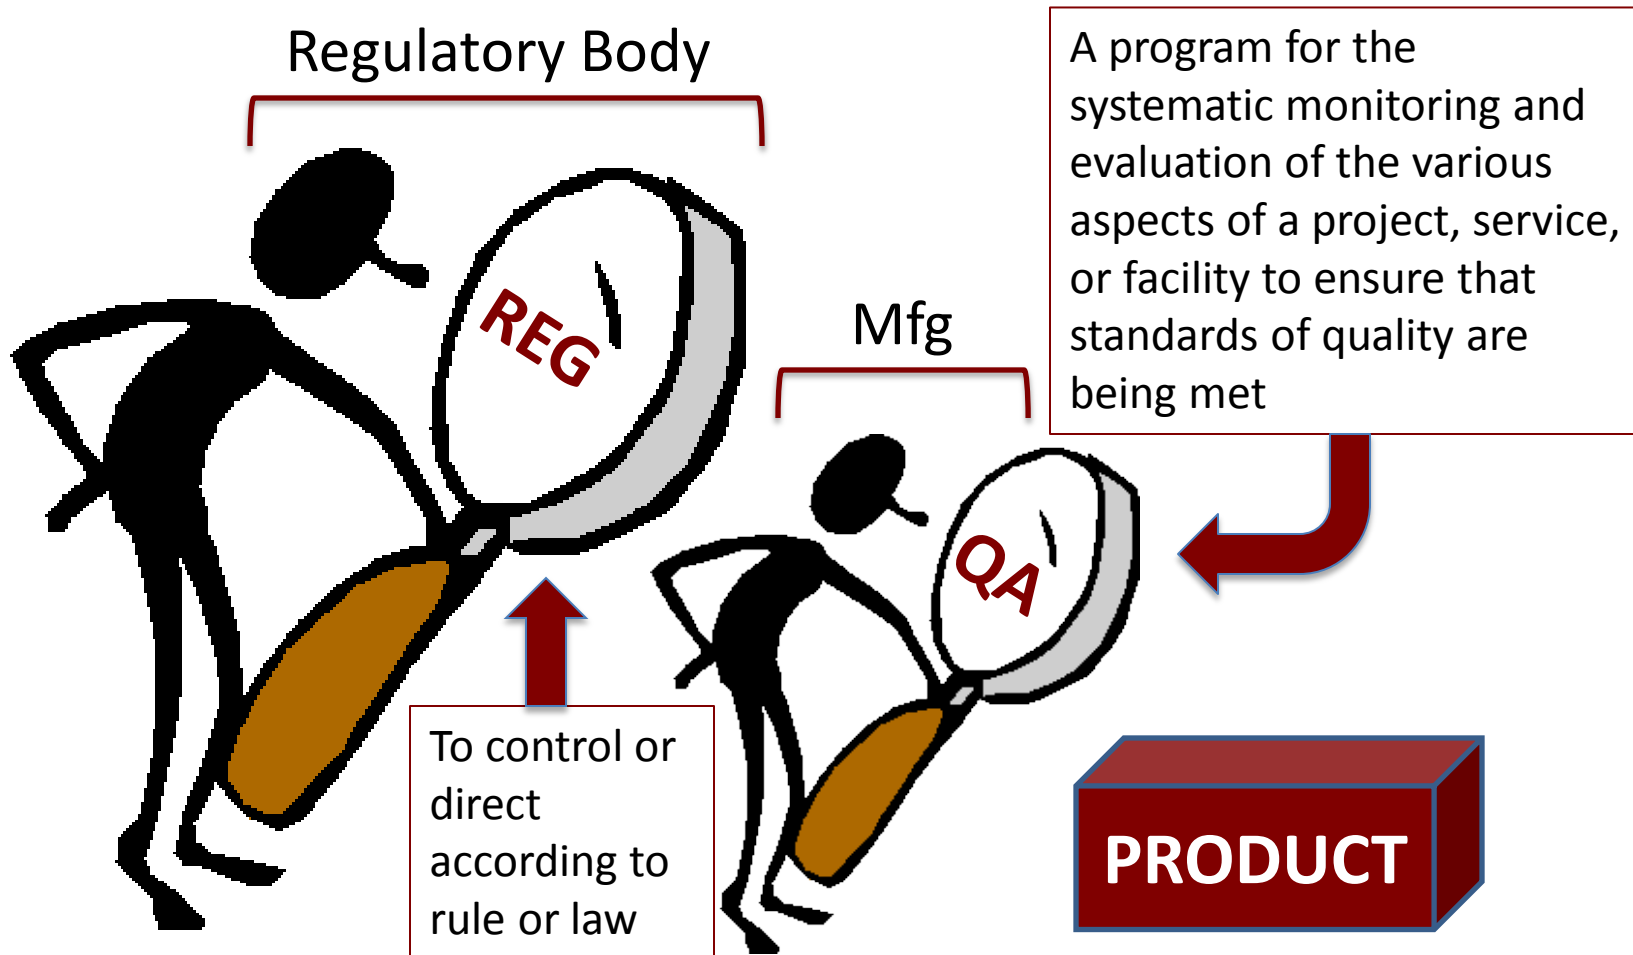 Regulatory Body
A program for the
systematic monitoring and
evaluation of the various
aspects of a project, service,
or facility to ensure that
standards of quality are
being met
Mfg
REG
QA
To control or
direct
according to
rule or law
PRODUCT